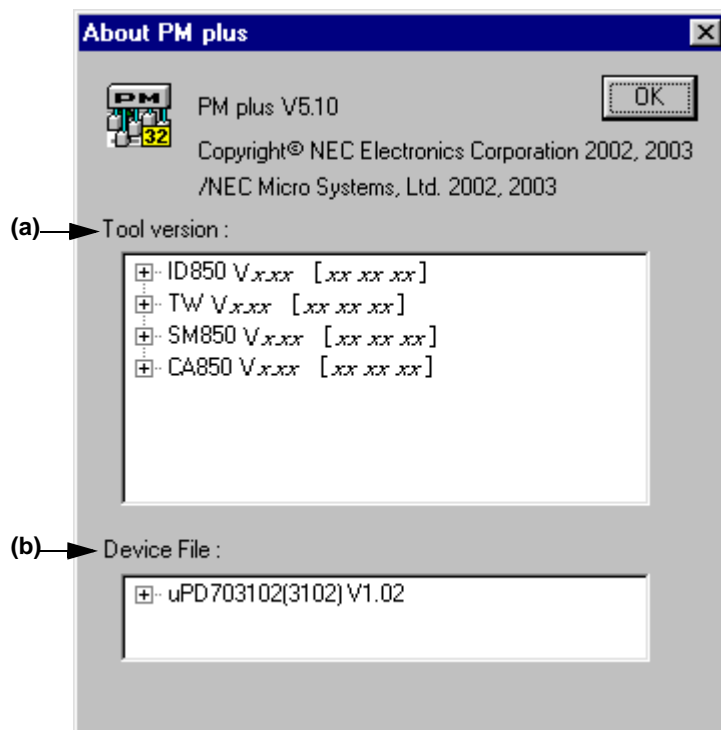 About PM plus
PM 32
PM plus V5.10
OK
Copyright© NEC Electronics Corporation 2002, 2003
/NEC Micro Systems, Ltd. 2002, 2003
(a) Tool version :
ID850 Vx.xx [xx xx xx]
TW Vx.xx [xx xx xx]
SM850 Vx.xx [xx xx xx]
CA850 Vx.xx [xx xx xx]
(b) Device File :
uPD703102(3102) V1.02